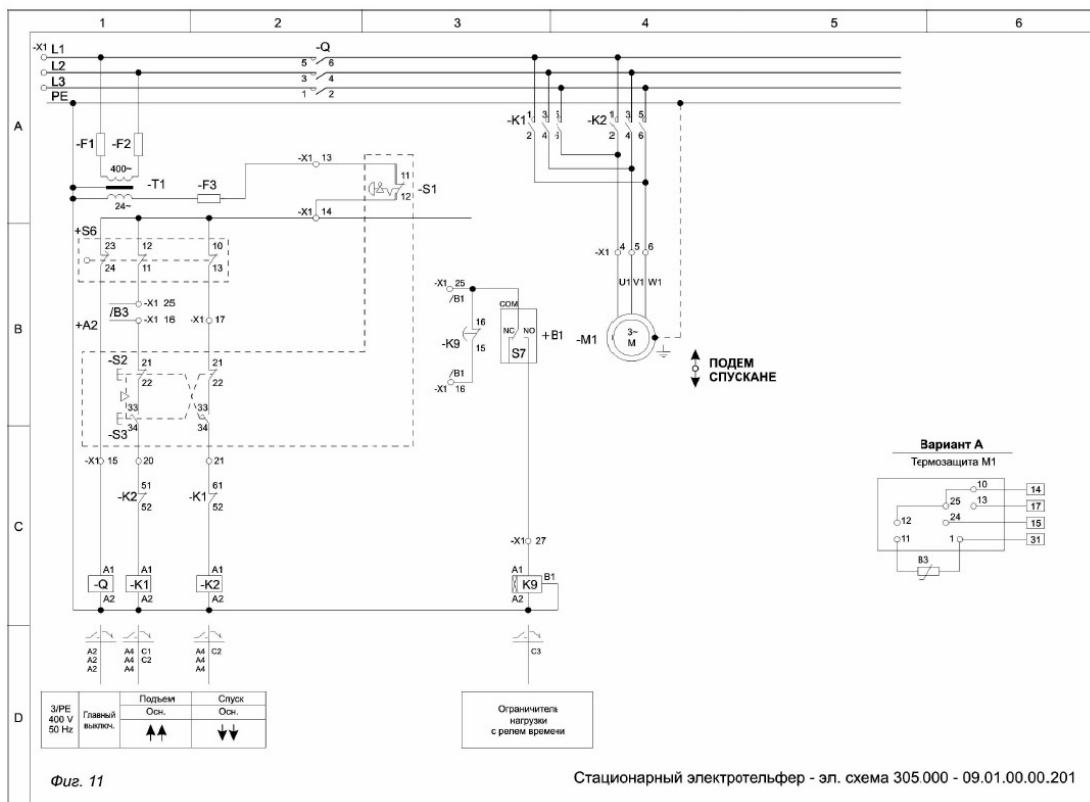 1 2 3 4 5 6
-X1 L1
L2
L3
PE
-Q
5 6
3 4
1 2
A
-F1 -F2
400~
-T1
24~
-F3
-X1 13
-X1 14
11
12
-S1
-K1 1 3 5
2 4 6
-K2 1 3 5
2 4 6
+S6
23 12 10
24 11 13
B
-X1 25
/B3
-X1 16
+A2
-X1 17
-S2 21 21
22 22
33 33
34 34
-S3
-X1 25
/B1
16
-K9
15
/B1
-X1 16
COM
NC NO
S7
+B1
-X1 4 5 6
U1 V1 W1
-M1
3~
M
ПОДЕМ
СПУСКАНЕ
C
-X1 15 20 21
51 61
-K2 -K1
52 52
A1 A1 A1
-Q -K1 -K2
A2 A2 A2
-X1 27
A1
K9 B1
A2
Вариант А
Термозащита М1
10 14
25 13 17
12 24 15
11 1 31
B3
D
A2 A4 C1 A4 C2
A2 A4 C2 A4
A2 A4 A4
C3
3/PE
400 V
50 Hz
Главный
выключ.
Подъем Спуск
Осн. Осн.
Ограничитель
нагрузки
с релем времени
Фиг. 11
Стационарный электротельфер - эл. схема 305.000 - 09.01.00.00.201